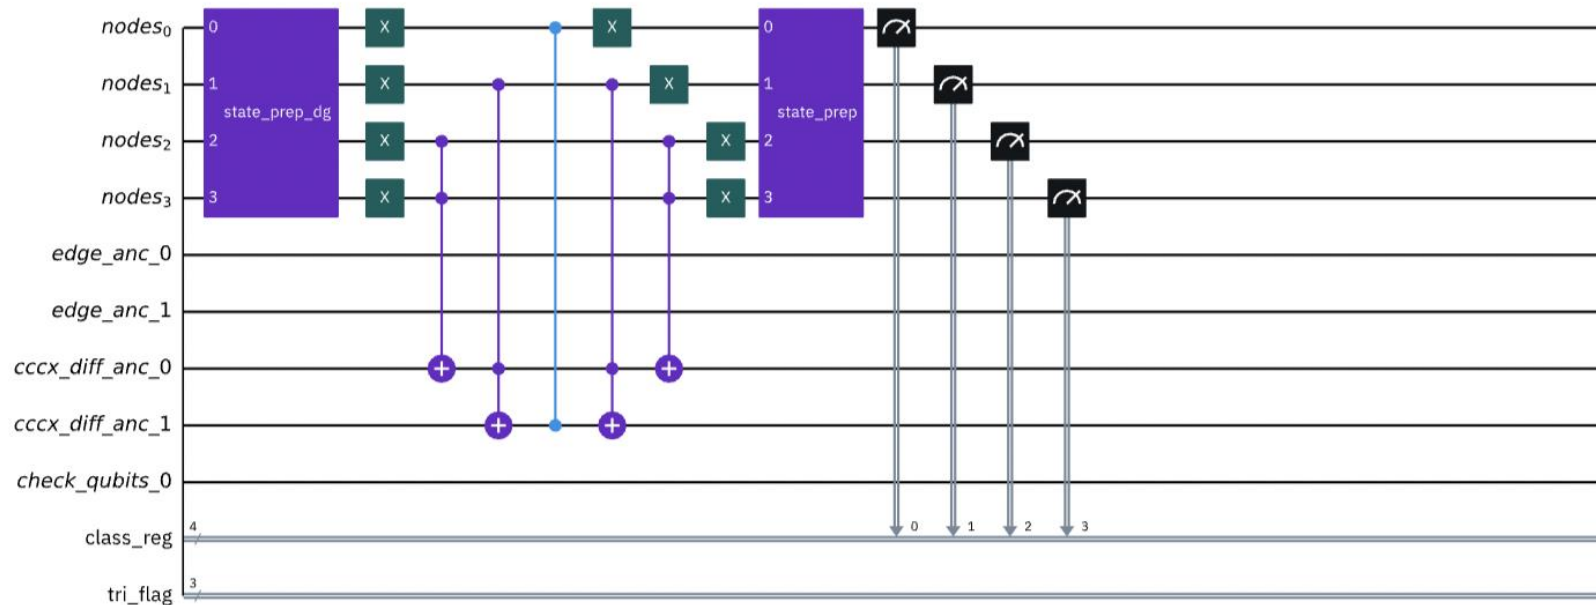 nodes0 0 X X 0
nodes1 1 X X 1
state_prep_dg state_prep
nodes2 2 X X 2
nodes3 3 X X 3
edge_anc_0
edge_anc_1
cccx_diff_anc_0
cccx_diff_anc_1
check_qubits_0
4 0 1 2 3
class_reg
3
tri_flag